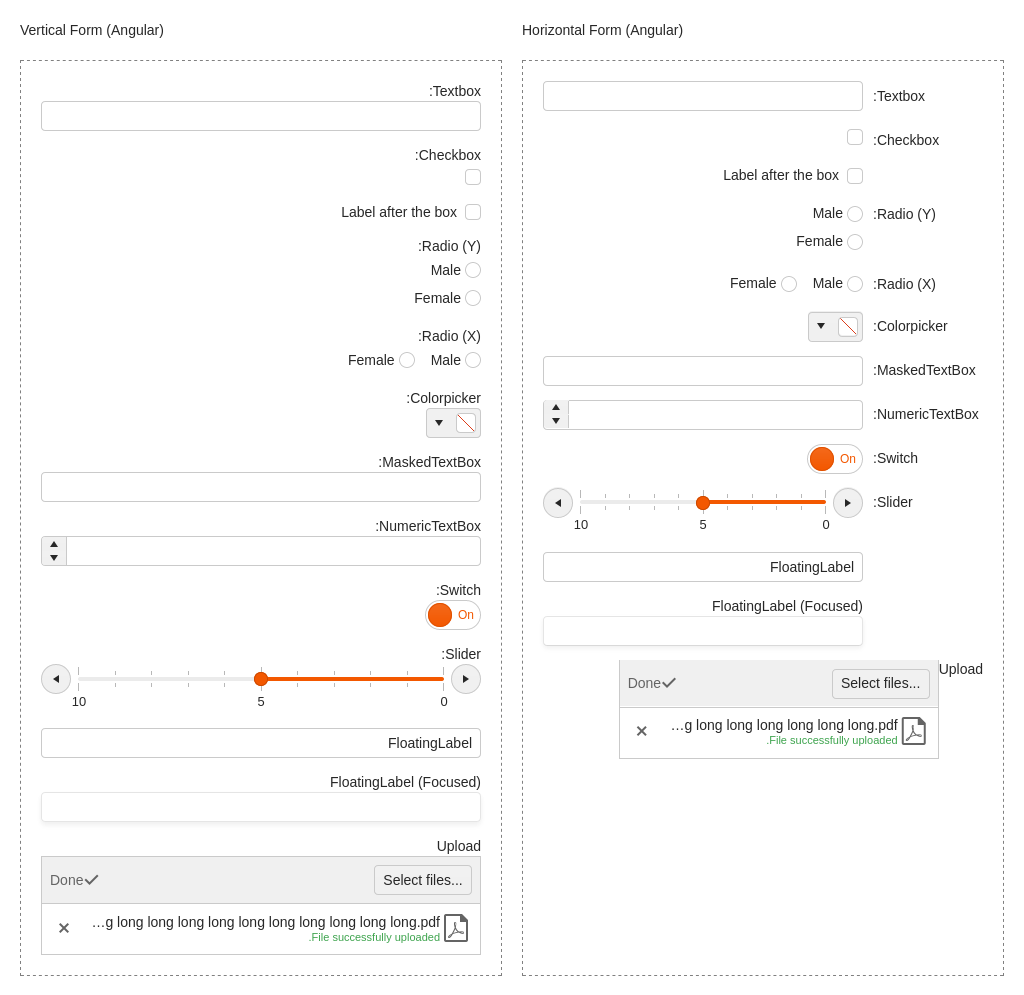 Vertical Form (Angular)
:Textbox
:Checkbox
Label after the box
:Radio (Y)
Male
Female
:Radio (X)
Female Male
:Colorpicker
:MaskedTextBox
:NumericTextBox
:Switch
On
:Slider
10 5 0
FloatingLabel
FloatingLabel (Focused)
Upload
Done Select files...
...g long long long long long long long long long long.pdf
.File successfully uploaded
Horizontal Form (Angular)
:Textbox
:Checkbox
Label after the box
Male :Radio (Y)
Female
Female Male :Radio (X)
:Colorpicker
:MaskedTextBox
:NumericTextBox
On :Switch
:Slider
10 5 0
FloatingLabel
FloatingLabel (Focused)
Upload
Done Select files...
...g long long long long long long.pdf
.File successfully uploaded